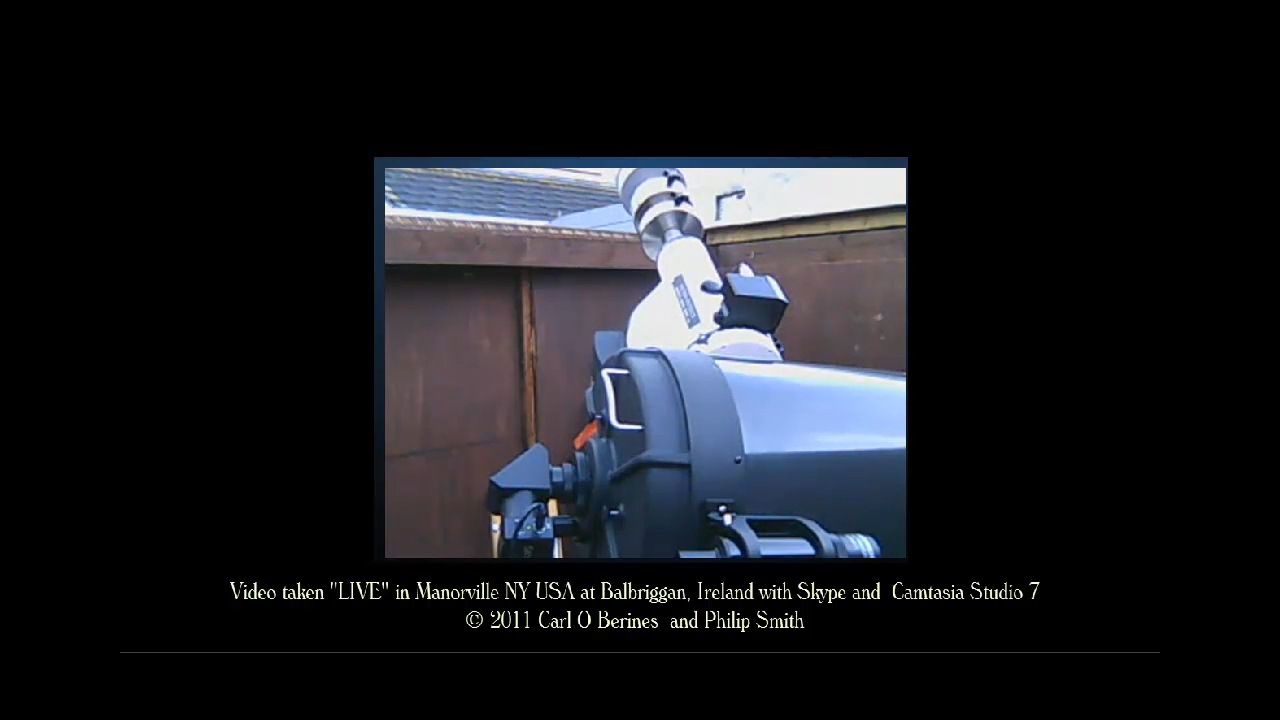 Video taken "LIVE" in Manorville NY USA at Balbriggan, Ireland with Skype and  Camtasia Studio 7
© 2011 Carl O Berines  and Philip Smith